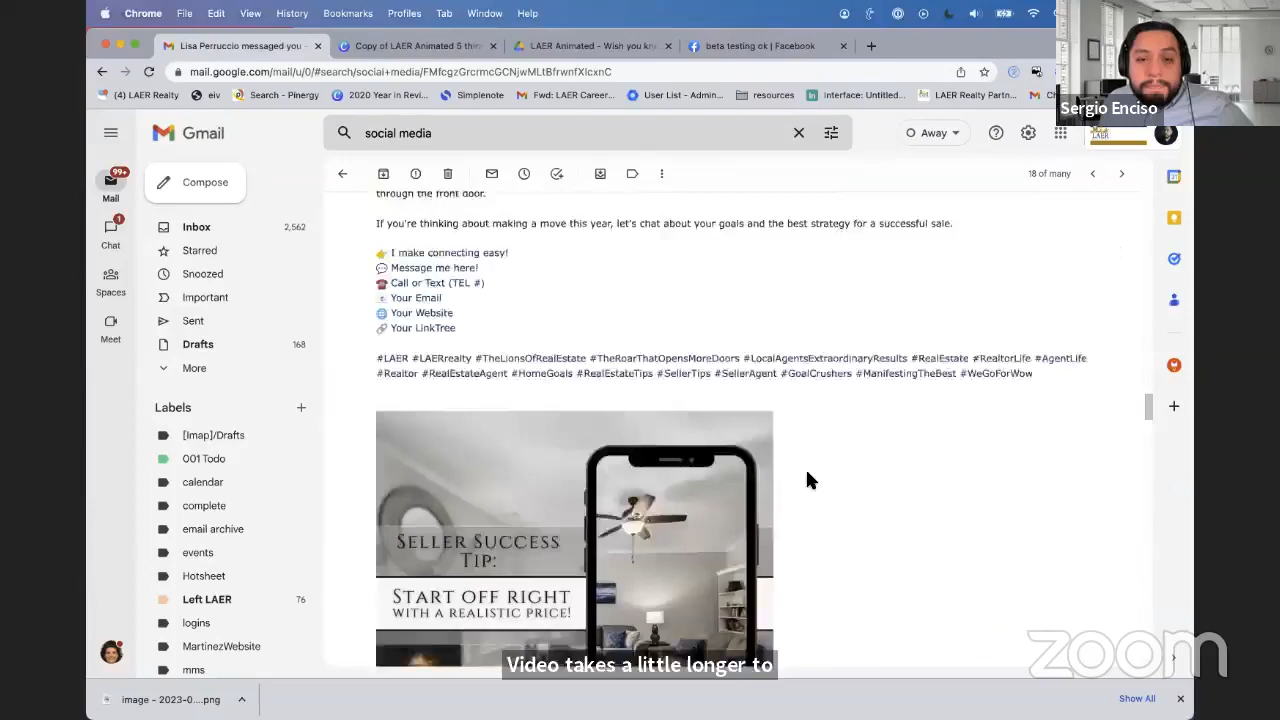 Chrome File Edit View History Bookmarks Profiles Tab Window Help
Lisa Perruccio messaged you -
Copy of LAER Animated 5 thin
LAER Animated - Wish you kn
beta testing ok | Facebook
mail.google.com/mail/u/0/#search/social+media/FMfcgzGrcrmcGCNjwMLtBfrwnfXlcxnC
(4) LAER Realty
eiv
Search - Pinergy
C20 20 Year in Rev...
Simplenote
Fwd: LAER Career...
User List - Admin...
resources
Interface: Untitled...
LAER Realty Partn...
Sergio Enciso
Gmail
social media
Away
LAER
99+
Compose
18 of many
Mail
through the front door.
If you're thinking about making a move this year, let's chat about your goals and the best strategy for a successful sale.
Inbox 2,562
1
Chat
Starred
I make connecting easy!
Snoozed
Message me here!
Call or Text (TEL #)
Spaces
Important
Your Email
Sent
Your Website
Your LinkTree
Meet
Drafts 168
More
#LAER #LAERrealty #TheLionsOfRealEstate #TheRoarThatOpensMoreDoors #LocalAgentsExtraordinaryResults #RealEstate #RealtorLife #AgentLife
#Realtor #RealEstateAgent #HomeGoals #RealEstateTips #SellerTips #SellerAgent #GoalCrushers #ManifestingTheBest #WeGoForWow
Labels
[Imap]/Drafts
001 Todo
calendar
complete
email archive
events
Hotsheet
Left LAER 76
logins
MartinezWebsite
mms
SELLER SUCCESS
TIP:
START OFF RIGHT
WITH A REALISTIC PRICE!
Video takes a little longer to
zoom
image - 2023-0....png
Show All